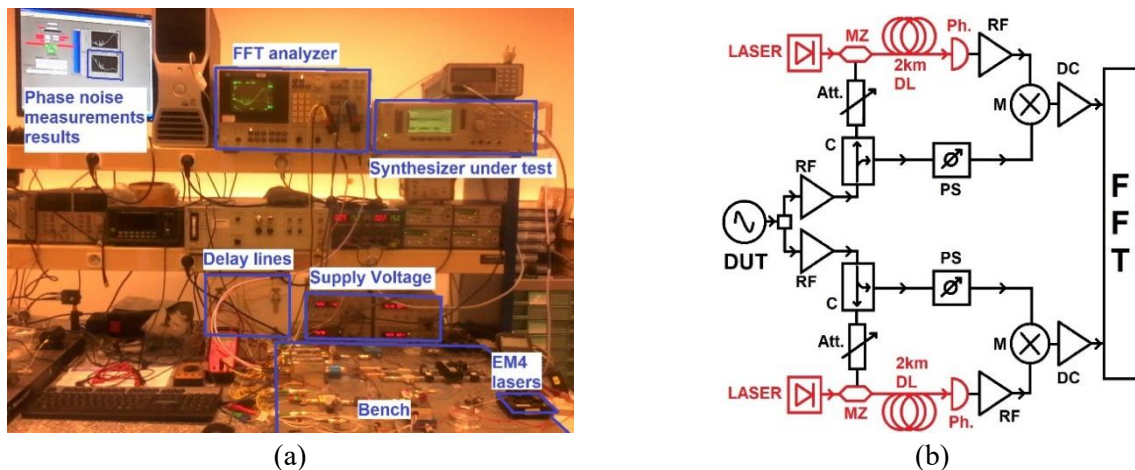 Phase noise
measurements
results
FFT analyzer
Synthesizer under test
Delay lines
Supply Voltage
EM4
lasers
Bench
(a)
LASER
MZ
2km
DL
Ph.
RF
DC
Att.
M
C
PS
RF
DUT
RF
C
PS
Att.
M
DC
LASER
MZ
2km
DL
Ph.
RF
FFT
(b)